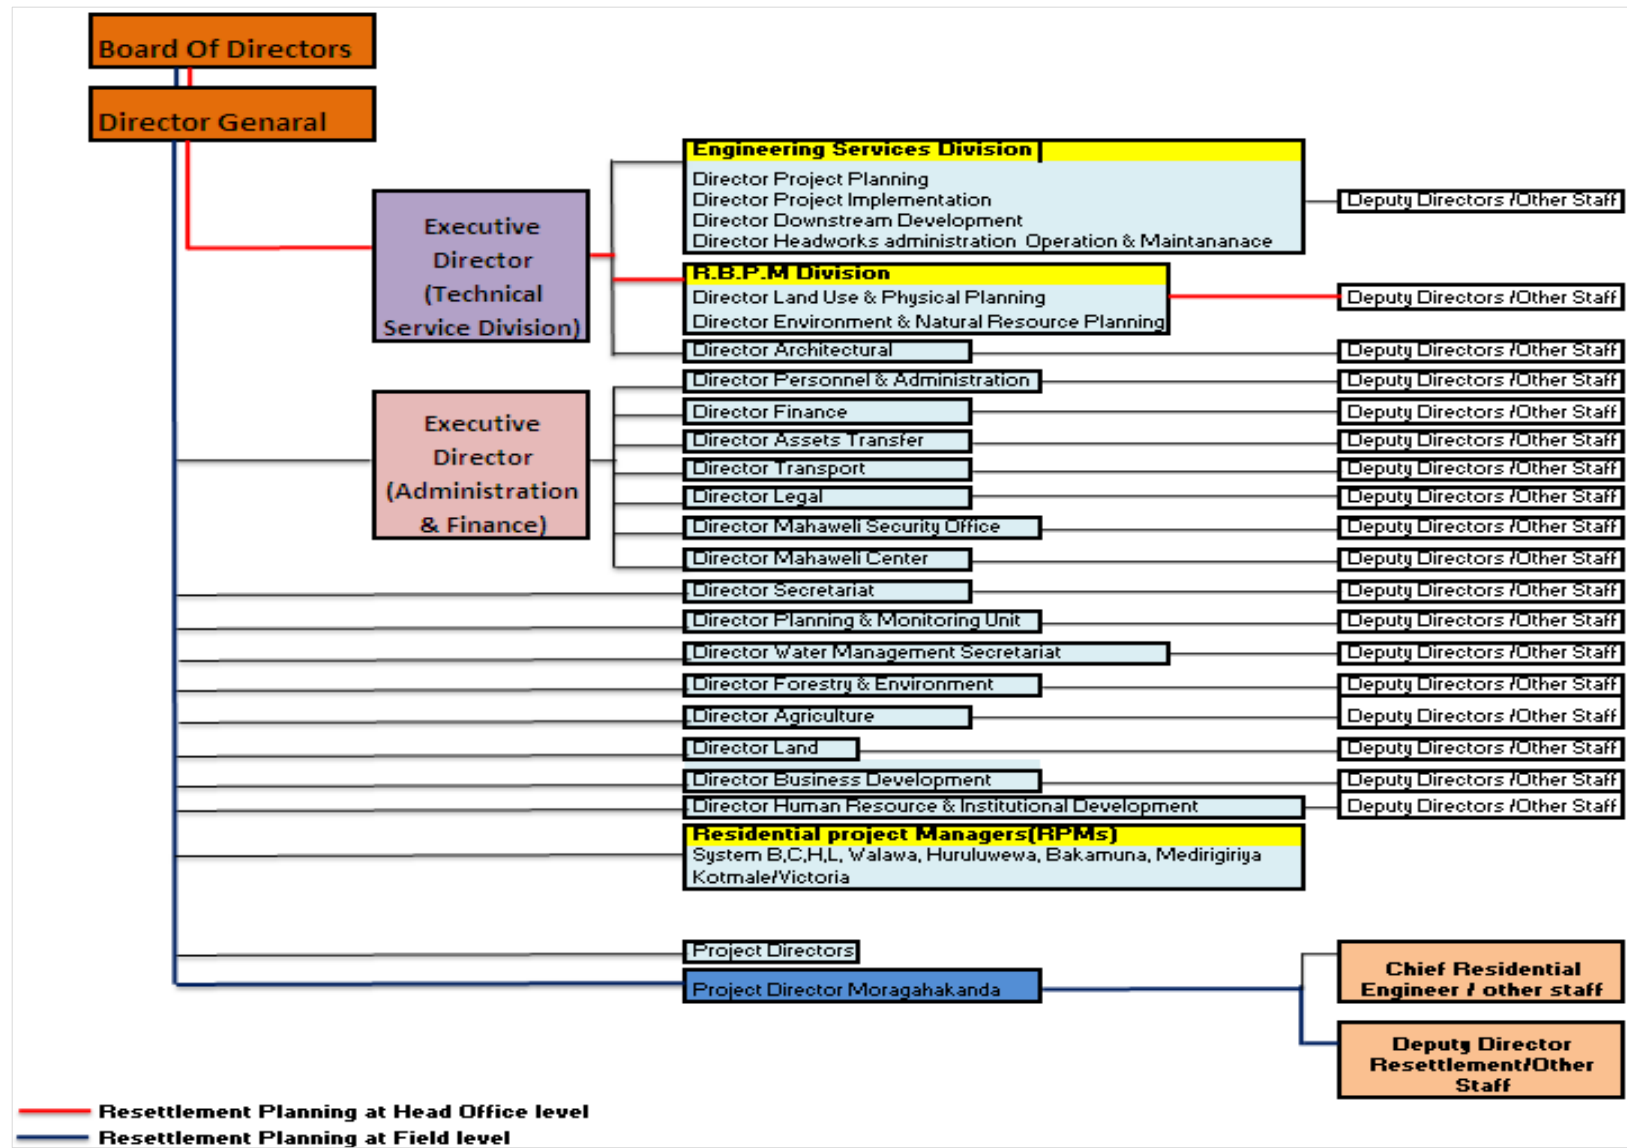 Board Of Directors
Director Genaral
Executive
Director
(Technical
Service Division)
Engineering Services Division
Director Project Planning
Director Project Implementation
Director Downstream Development
Director Headworks administration Operation & Maintananace
Deputy Directors /Other Staff
R.B.P.M Division
Director Land Use & Physical Planning
Director Environment & Natural Resource Planning
Deputy Directors /Other Staff
Director Architectural
Deputy Directors /Other Staff
Executive
Director
(Administration
& Finance)
Director Personnel & Administration
Deputy Directors /Other Staff
Director Finance
Deputy Directors /Other Staff
Director Assets Transfer
Deputy Directors /Other Staff
Director Transport
Deputy Directors /Other Staff
Director Legal
Deputy Directors /Other Staff
Director Mahaweli Security Office
Deputy Directors /Other Staff
Director Mahaweli Center
Deputy Directors /Other Staff
Director Secretariat
Deputy Directors /Other Staff
Director Planning & Monitoring Unit
Deputy Directors /Other Staff
Director Water Management Secretariat
Deputy Directors /Other Staff
Director Forestry & Environment
Deputy Directors /Other Staff
Director Agriculture
Deputy Directors /Other Staff
Director Land
Deputy Directors /Other Staff
Director Business Development
Deputy Directors /Other Staff
Director Human Resource & Institutional Development
Deputy Directors /Other Staff
Residential project Managers(RPMs)
System B,C,H,L, Walawa, Huruluwewa, Bakamuna, Medirigiriya
Kotmale/Victoria
Project Directors
Project Director Moragahakanda
Chief Residential
Engineer / other staff
Deputy Director
Resettlement/Other
Staff
Resettlement Planning at Head Office level
Resettlement Planning at Field level